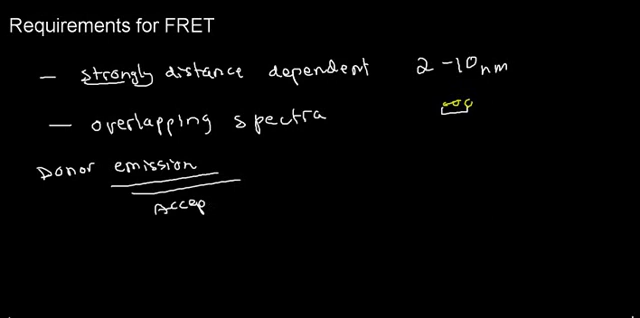 Requirements for FRET
— strongly distance dependent 2-10nm
— overlapping spectra
Donor emission
Accep